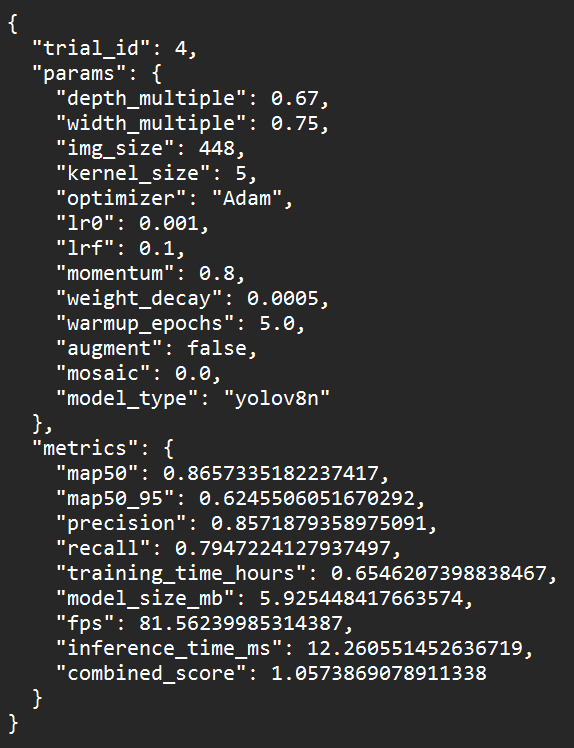 {
  "trial_id": 4,
  "params": {
    "depth_multiple": 0.67,
    "width_multiple": 0.75,
    "img_size": 448,
    "kernel_size": 5,
    "optimizer": "Adam",
    "lr0": 0.001,
    "lrf": 0.1,
    "momentum": 0.8,
    "weight_decay": 0.0005,
    "warmup_epochs": 5.0,
    "augment": false,
    "mosaic": 0.0,
    "model_type": "yolov8n"
  },
  "metrics": {
    "map50": 0.8657335182237417,
    "map50_95": 0.6245506051670292,
    "precision": 0.8571879358975091,
    "recall": 0.7947224127937497,
    "training_time_hours": 0.6546207398838467,
    "model_size_mb": 5.925448417663574,
    "fps": 81.56239985314387,
    "inference_time_ms": 12.260551452636719,
    "combined_score": 1.0573869078911338
  }
}